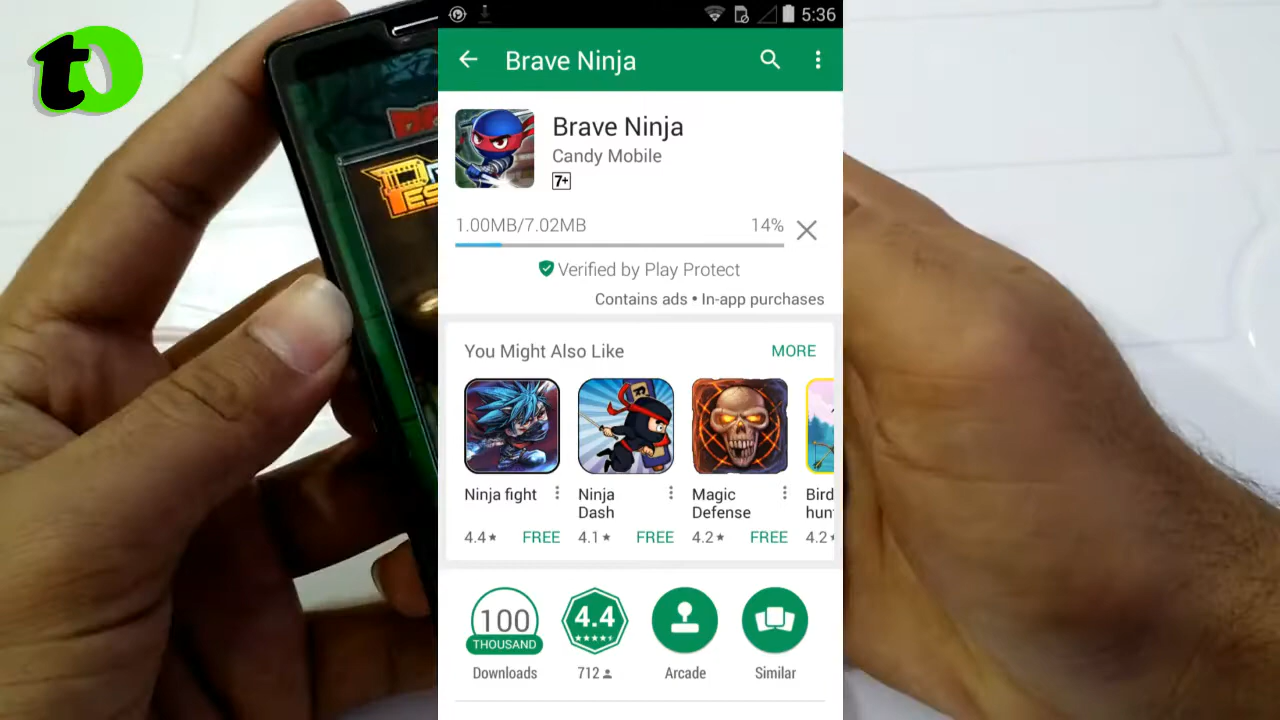 tO
5:36
Brave Ninja
Brave Ninja
Candy Mobile
7+
1.00MB/7.02MB 14%
Verified by Play Protect
Contains ads • In-app purchases
You Might Also Like MORE
Ninja fight
Ninja
Dash
Magic
Defense
Bird
hun
4.4★ FREE 4.1★ FREE 4.2★ FREE 4.2
100
THOUSAND
Downloads
4.4
712
Arcade
Similar